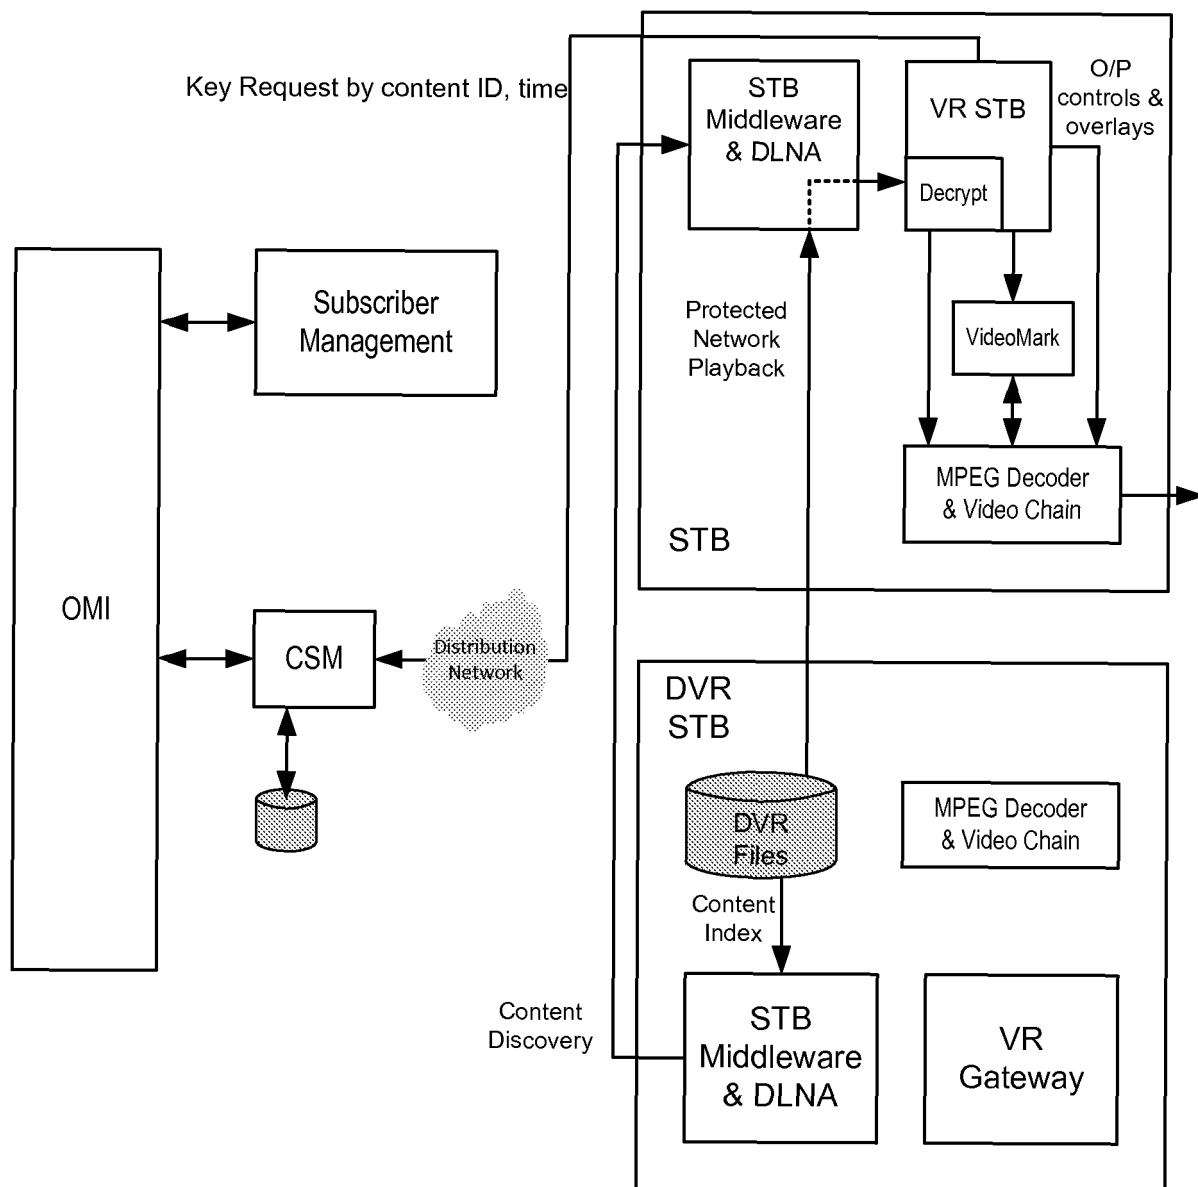 Key Request by content ID, time
STB
Middleware
& DLNA
VR STB
O/P
controls &
overlays
Decrypt
Subscriber
Management
Protected
Network
Playback
VideoMark
MPEG Decoder
& Video Chain
STB
OMI
CSM
Distribution
Network
DVR
STB
DVR
Files
MPEG Decoder
& Video Chain
Content
Index
Content
Discovery
STB
Middleware
& DLNA
VR
Gateway